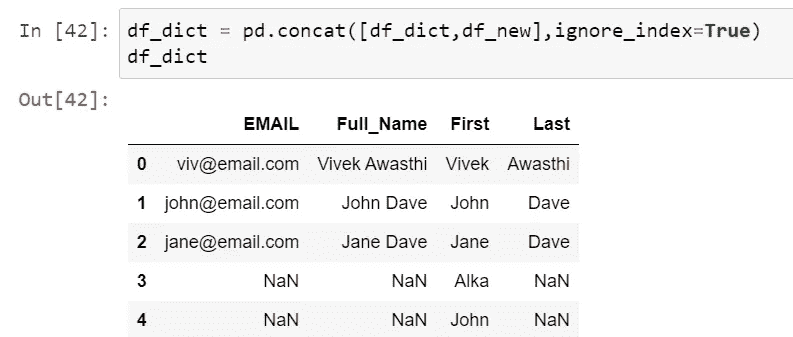 In [42]: df_dict = pd.concat([df_dict,df_new],ignore_index=True)
df_dict
Out[42]:
EMAIL Full_Name First Last
0 viv@email.com Vivek Awasthi Vivek Awasthi
1 john@email.com John Dave John Dave
2 jane@email.com Jane Dave Jane Dave
3 NaN NaN Alka NaN
4 NaN NaN John NaN